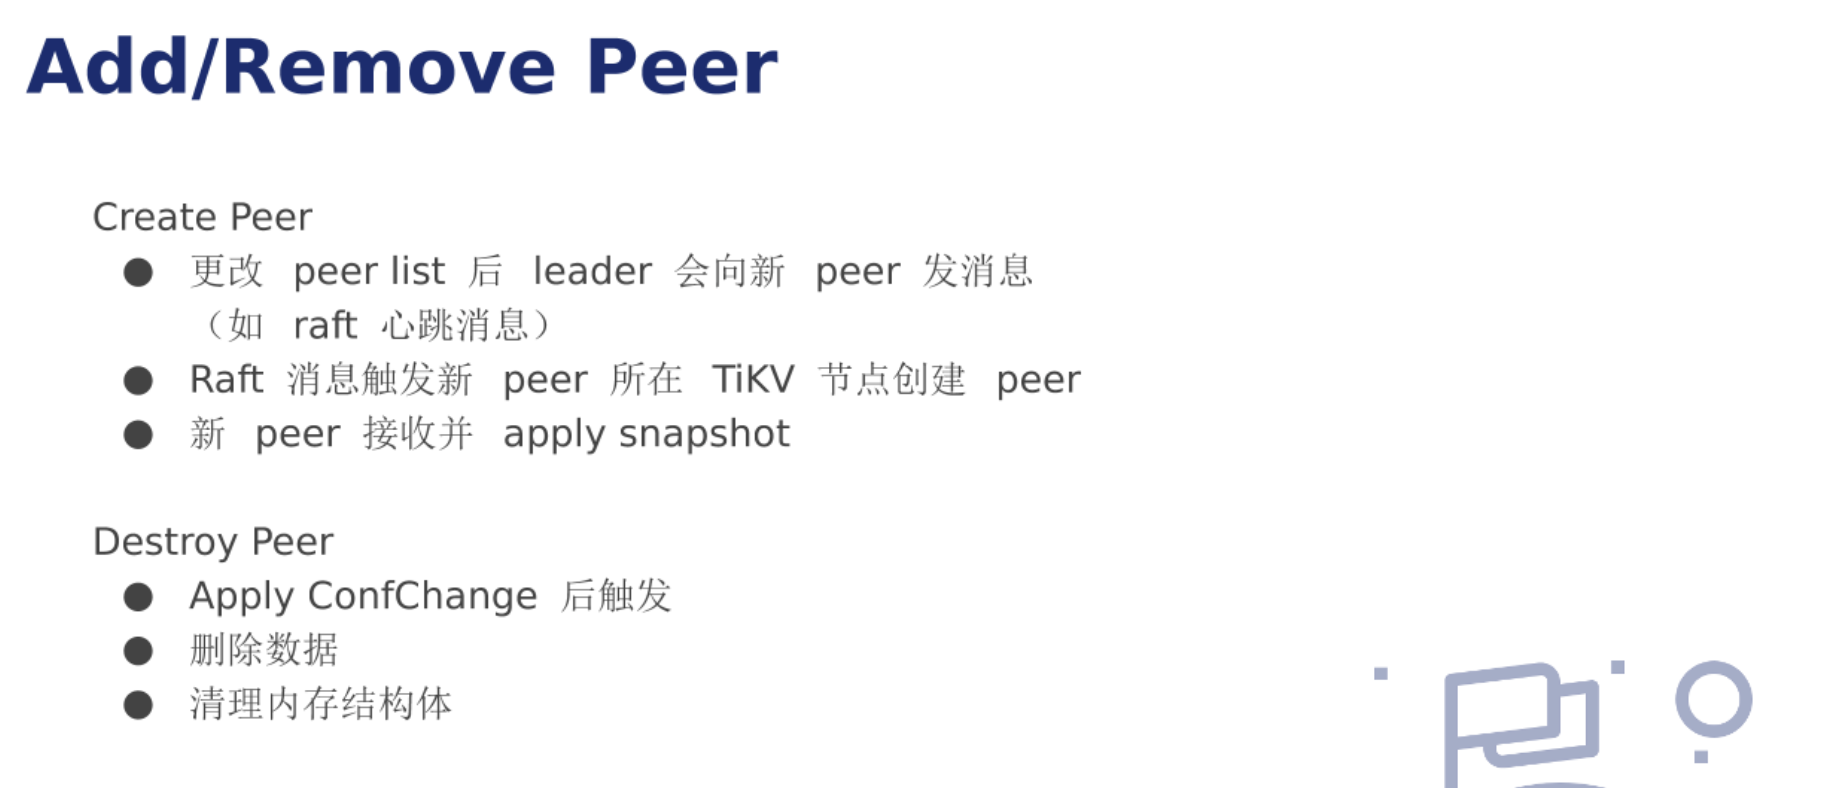 Add/Remove Peer
Create Peer
● 更改 peer list 后 leader 会向新 peer 发消息
（如 raft 心跳消息）
● Raft 消息触发新 peer 所在 TiKV 节点创建 peer
● 新 peer 接收并 apply snapshot
Destroy Peer
● Apply ConfChange 后触发
● 删除数据
● 清理内存结构体